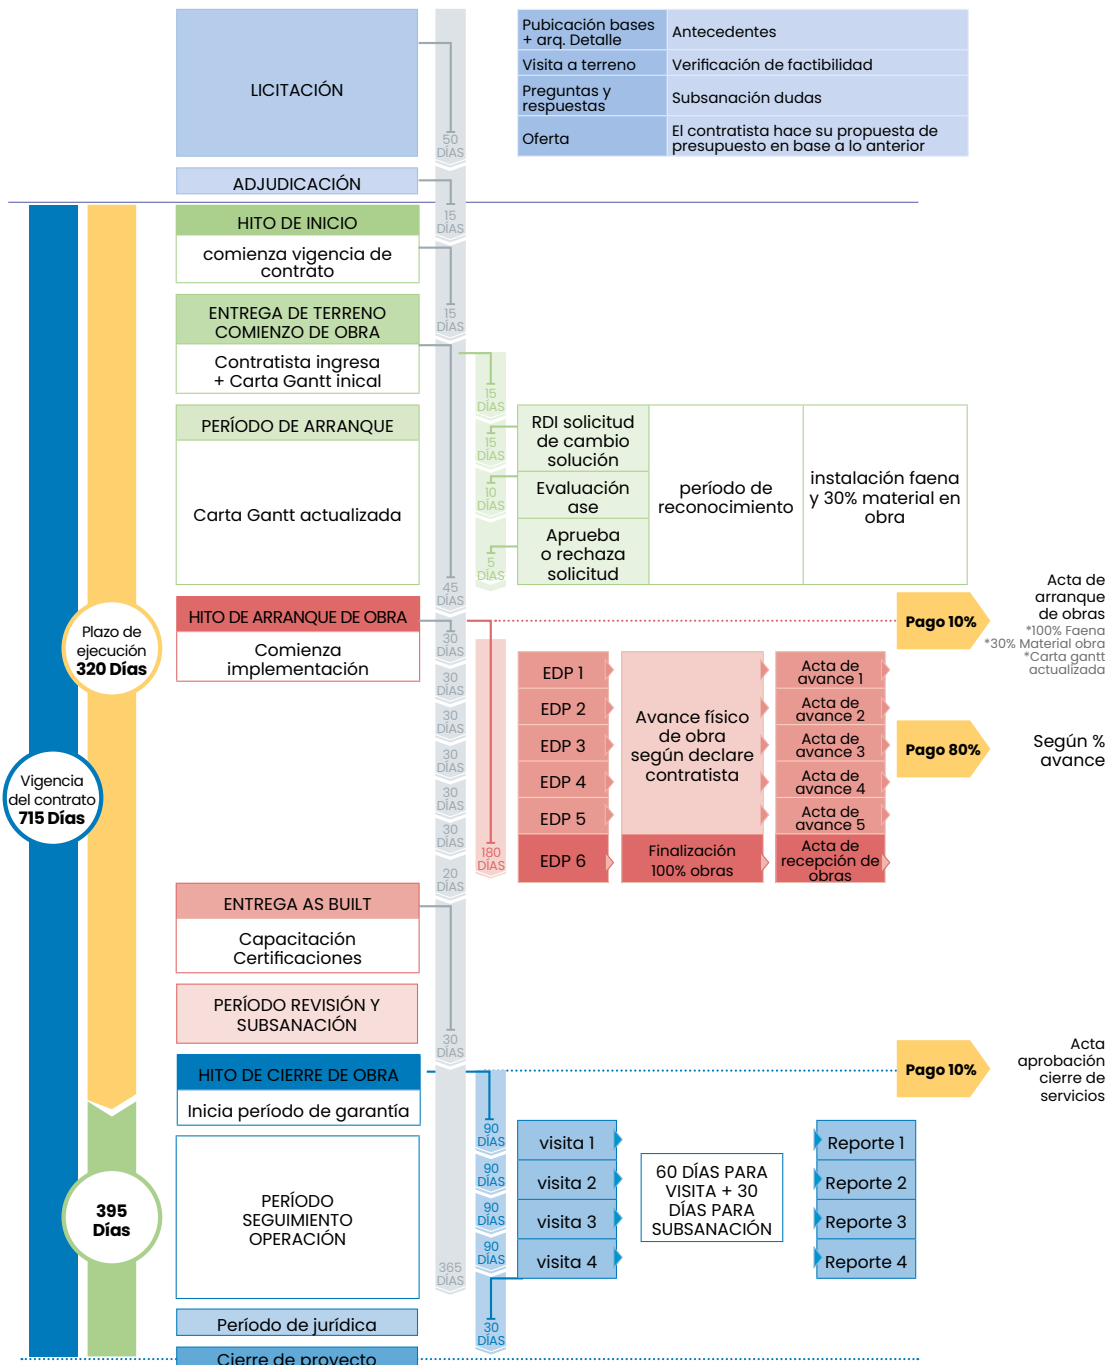 LICITACIÓN
50
DÍAS
Pubicación bases
+ arq. Detalle
Antecedentes
Visita a terreno
Verificación de factibilidad
Preguntas y
respuestas
Subsanación dudas
Oferta
El contratista hace su propuesta de
presupuesto en base a lo anterior
ADJUDICACIÓN
15
DÍAS
HITO DE INICIO
comienza vigencia de
contrato
15
DÍAS
ENTREGA DE TERRENO
COMIENZO DE OBRA
Contratista ingresa
+ Carta Gantt inical
15
DÍAS
PERÍODO DE ARRANQUE
Carta Gantt actualizada
45
DÍAS
15
DÍAS
10
DÍAS
5
DÍAS
RDI solicitud
de cambio
solución
Evaluación
ase
Aprueba
o rechaza
solicitud
período de
reconocimiento
instalación faena
y 30% material en
obra
Plazo de
ejecución
320 Días
Vigencia
del contrato
715 Días
HITO DE ARRANQUE DE OBRA
Comienza
implementación
30
DÍAS
30
DÍAS
30
DÍAS
30
DÍAS
30
DÍAS
30
DÍAS
20
DÍAS
180
DÍAS
Pago 10%
Acta de
arranque
de obras
*100% Faena
*30% Material obra
*Carta gantt
actualizada
EDP 1
EDP 2
EDP 3
EDP 4
EDP 5
EDP 6
Avance físico
de obra
según declare
contratista
Finalización
100% obras
Acta de
avance 1
Acta de
avance 2
Acta de
avance 3
Acta de
avance 4
Acta de
avance 5
Acta de
recepción de
obras
Pago 80%
Según %
avance
ENTREGA AS BUILT
Capacitación
Certificaciones
PERÍODO REVISIÓN Y
SUBSANACIÓN
30
DÍAS
HITO DE CIERRE DE OBRA
Inicia período de garantía
Pago 10%
Acta
aprobación
cierre de
servicios
395
Días
PERÍODO
SEGUIMIENTO
OPERACIÓN
365
DÍAS
90
DÍAS
90
DÍAS
90
DÍAS
90
DÍAS
30
DÍAS
visita 1
visita 2
visita 3
visita 4
60 DÍAS PARA
VISITA + 30
DÍAS PARA
SUBSANACIÓN
Reporte 1
Reporte 2
Reporte 3
Reporte 4
Período de jurídica
Cierre de proyecto